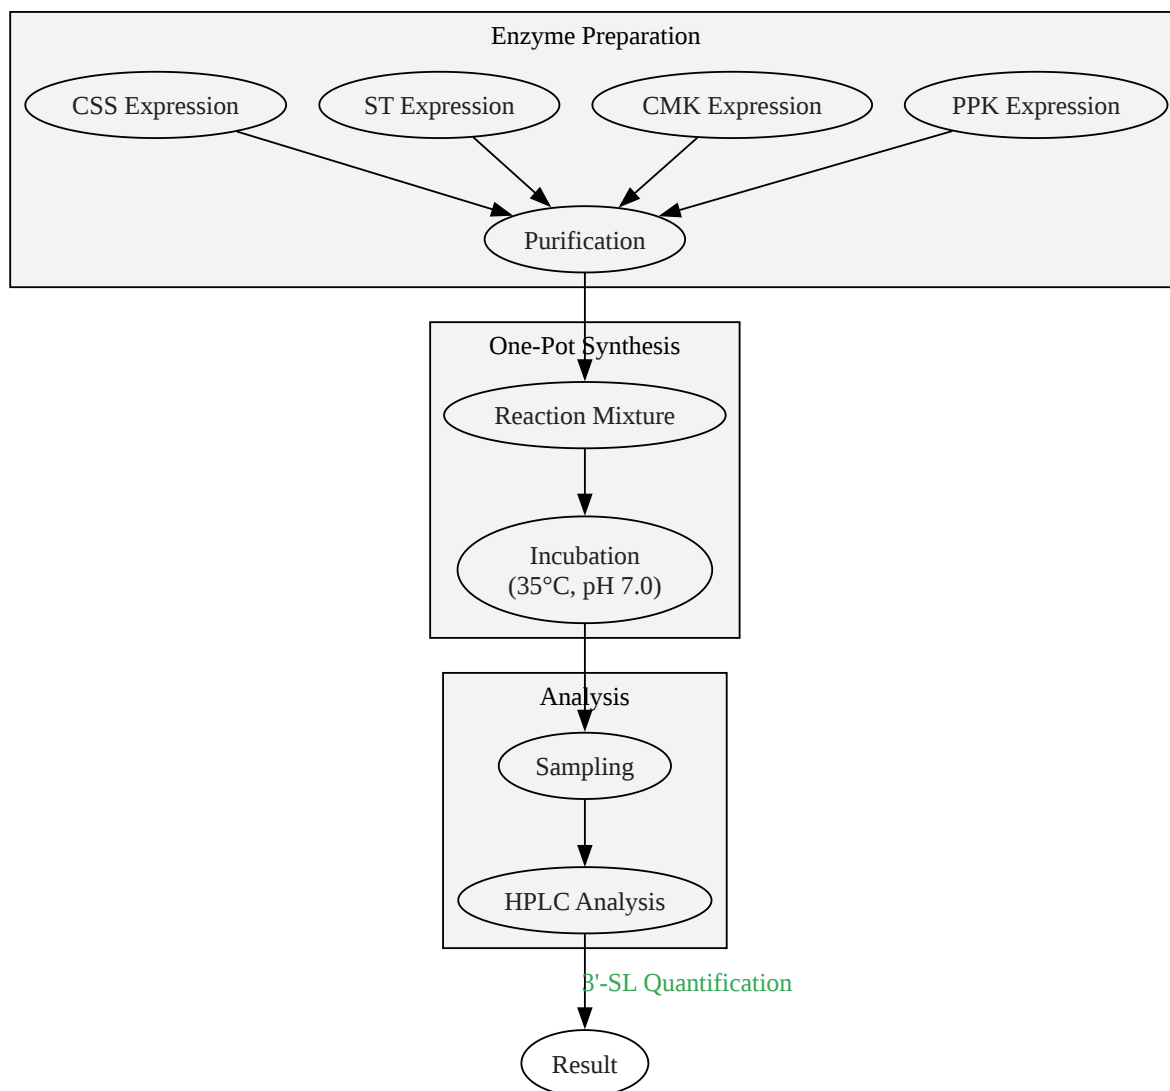 Enzyme Preparation
CSS Expression
ST Expression
CMK Expression
PPK Expression
Purification
One-Pot Synthesis
Reaction Mixture
Incubation
(35°C, pH 7.0)
Analysis
Sampling
HPLC Analysis
3'-SL Quantification
Result